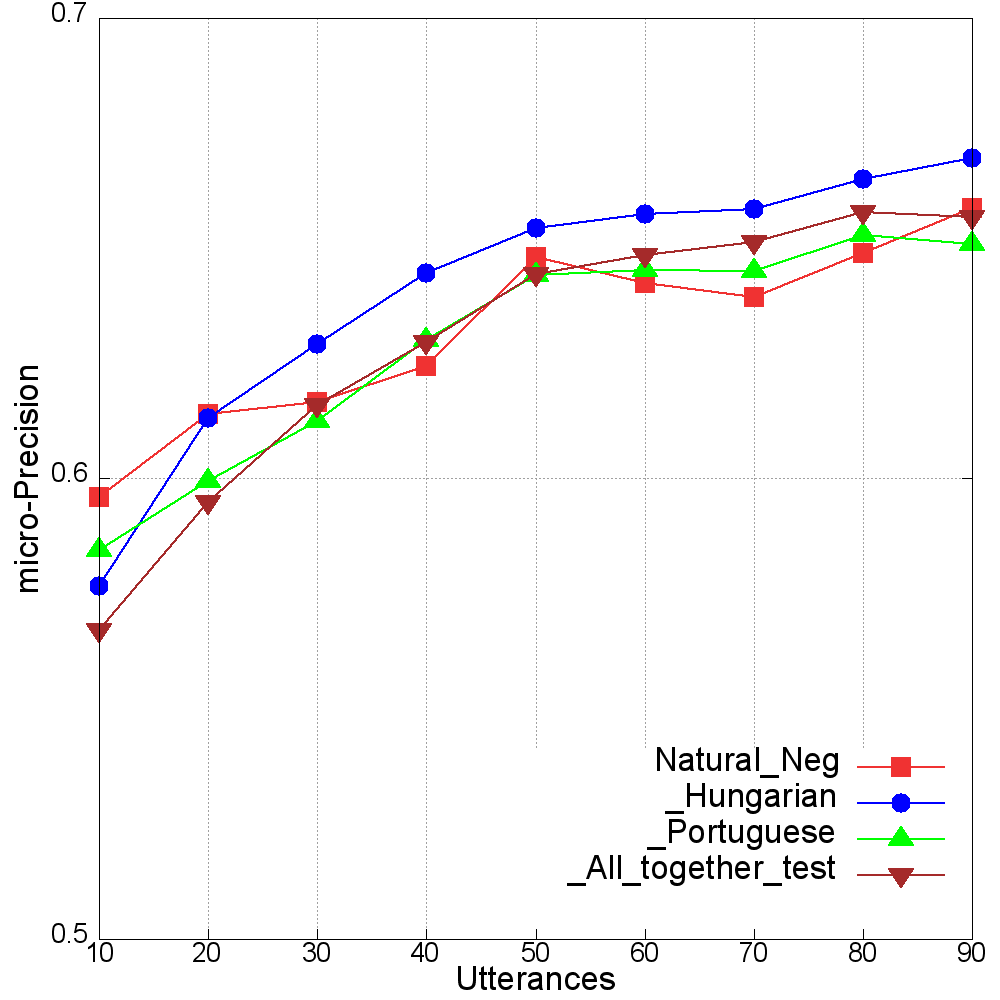 0.7
0.6
0.5
micro-Precision
Natural_Neg
_Hungarian
_Portuguese
_All_together_test
10 20 30 40 50 60 70 80 90
Utterances